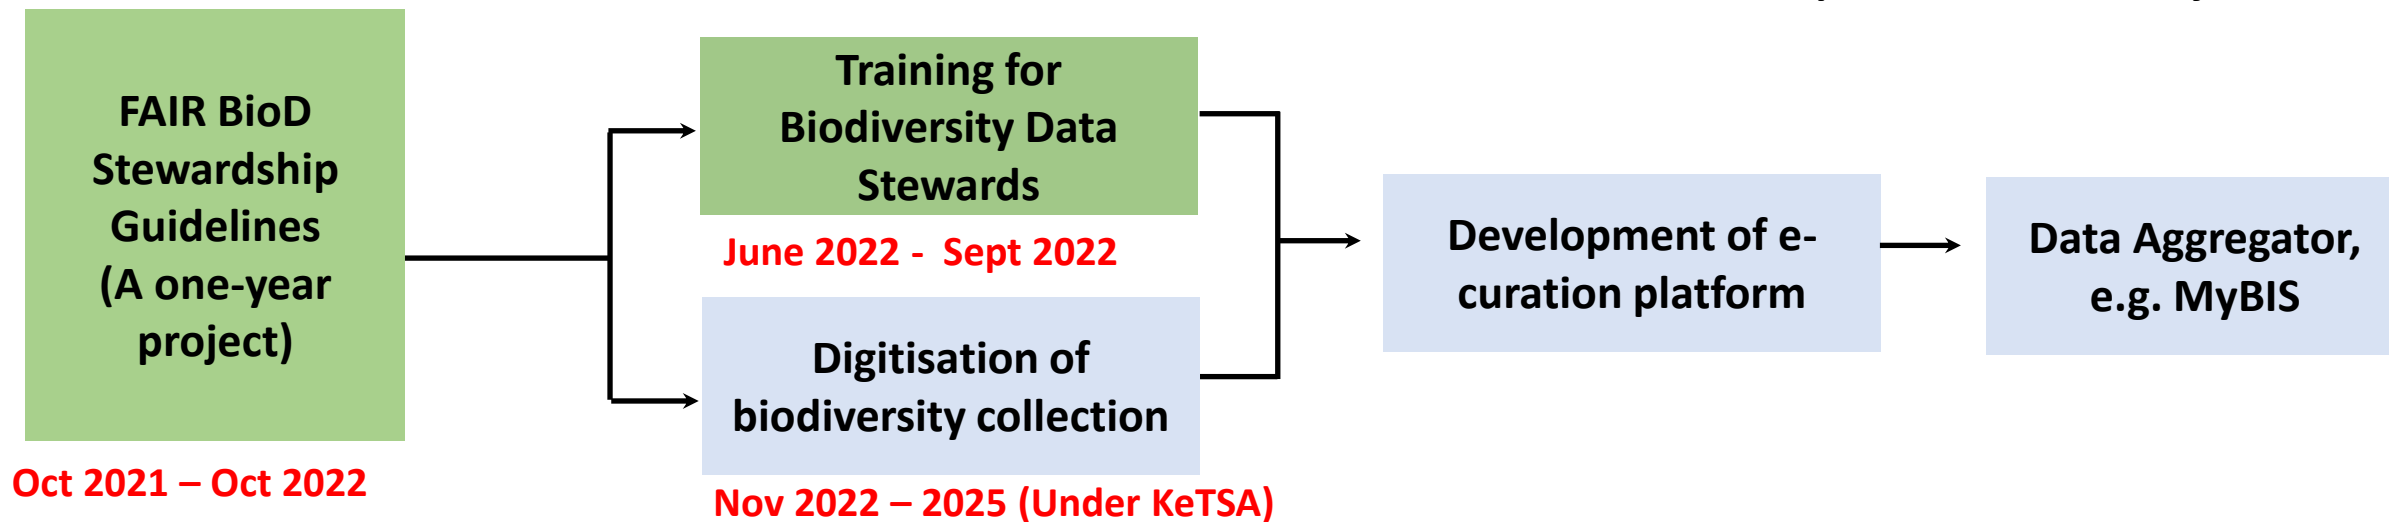 FAIR BioD
Stewardship
Guidelines
(A one-year
project)
Oct 2021 – Oct 2022
Training for
Biodiversity Data
Stewards
June 2022 - Sept 2022
Digitisation of
biodiversity collection
Nov 2022 – 2025 (Under KeTSA)
Development of e-
curation platform
Data Aggregator,
e.g. MyBIS